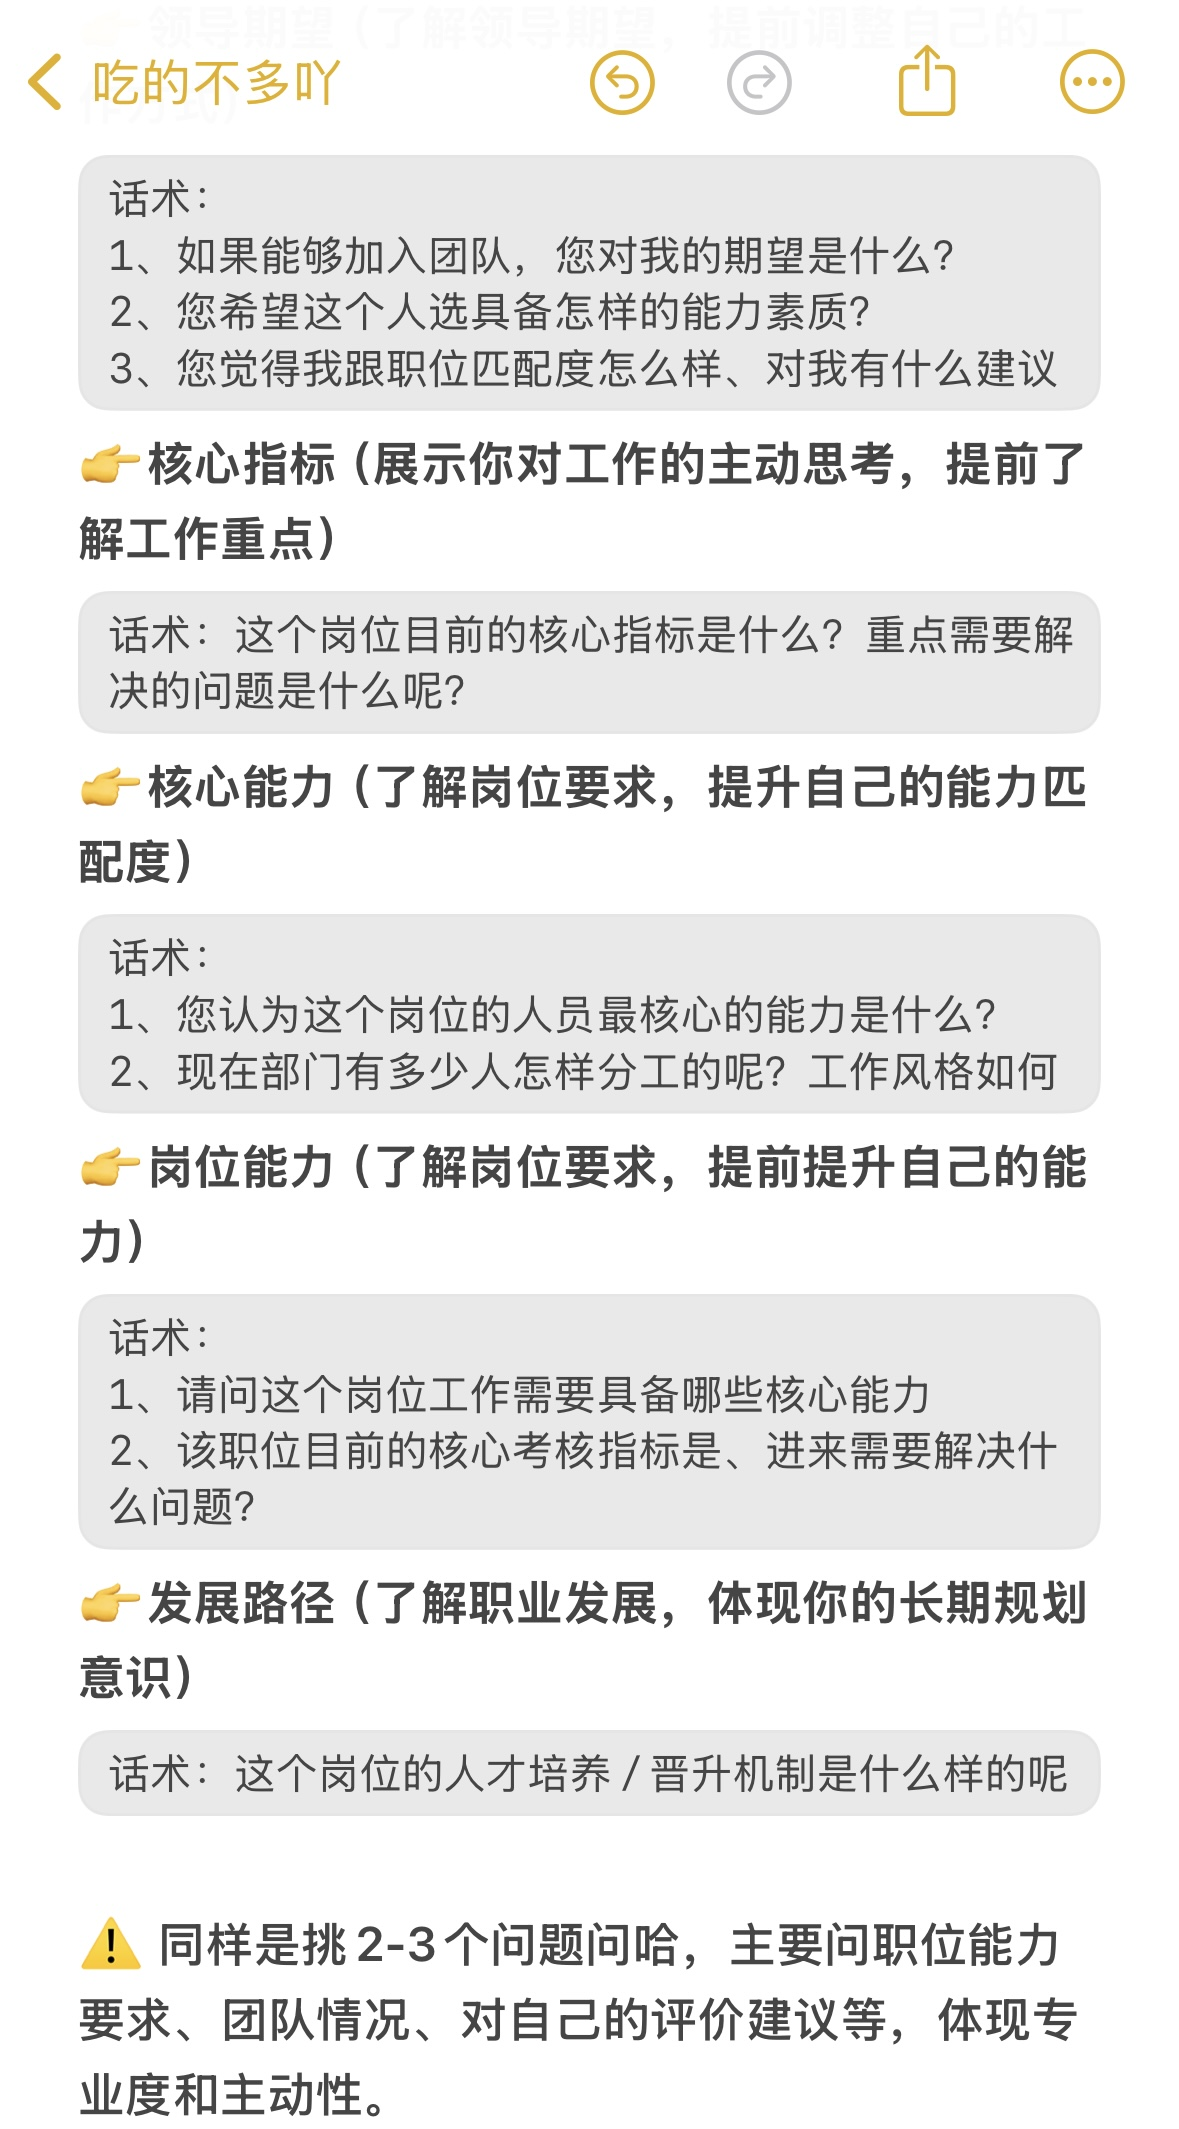 👉领导期望（了解领导期望，提前调整自己的工
作方式）
吃的不多吖
话术：
1、如果能够加入团队，您对我的期望是什么？
2、您希望这个人选具备怎样的能力素质？
3、您觉得我跟职位匹配度怎么样、对我有什么建议
👉核心指标（展示你对工作的主动思考，提前了
解工作重点）
话术：这个岗位目前的核心指标是什么？重点需要解
决的问题是什么呢？
👉核心能力（了解岗位要求，提升自己的能力匹
配度）
话术：
1、您认为这个岗位的人员最核心的能力是什么？
2、现在部门有多少人怎样分工的呢？工作风格如何
👉岗位能力（了解岗位要求，提前提升自己的能
力）
话术：
1、请问这个岗位工作需要具备哪些核心能力
2、该职位目前的核心考核指标是、进来需要解决什
么问题？
👉发展路径（了解职业发展，体现你的长期规划
意识）
话术：这个岗位的人才培养/晋升机制是什么样的呢
⚠️ 同样是挑2-3个问题问哈，主要问职位能力
要求、团队情况、对自己的评价建议等，体现专
业度和主动性。